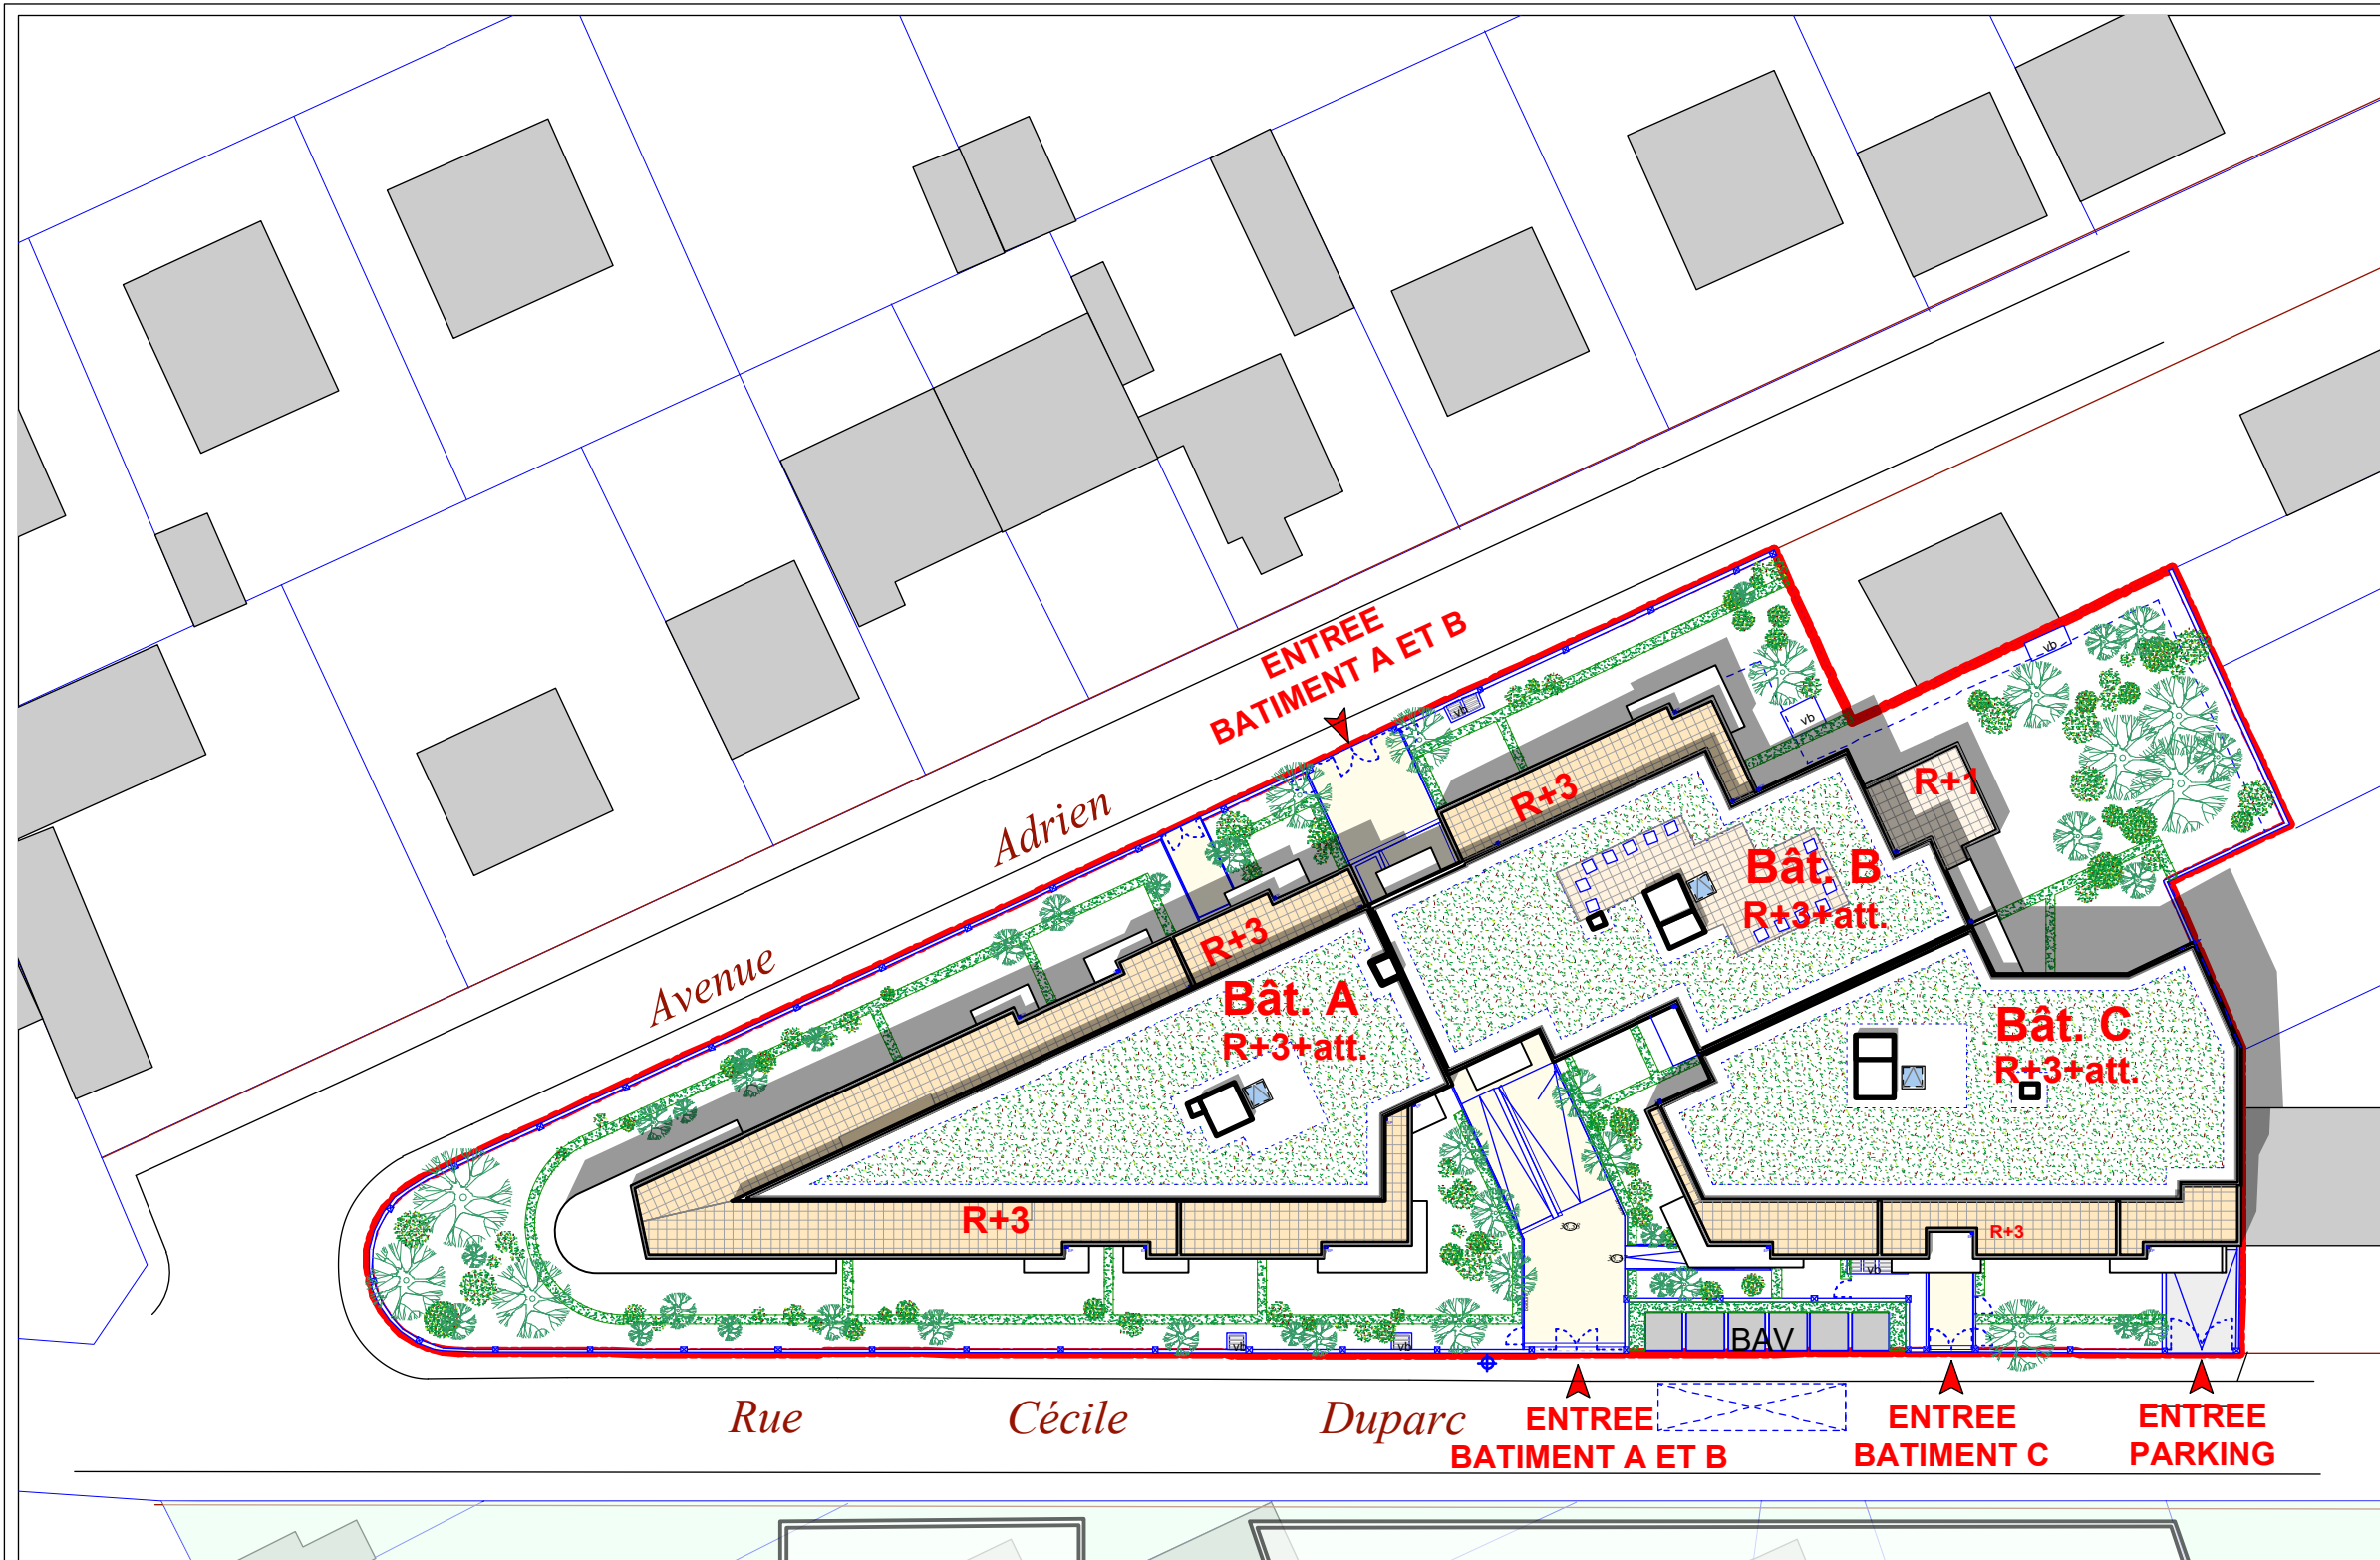 ENTREE
BATIMENT A ET B
vb
vb
vb
R+3
R+1
Avenue Adrien
Bât. B
R+3+att.
R+3
Bât. A
R+3+att.
Bât. C
R+3+att.
R+3
R+3
vb
vb
vb
BAV
Rue Cécile Duparc
ENTREE
BATIMENT A ET B
ENTREE
BATIMENT C
ENTREE
PARKING